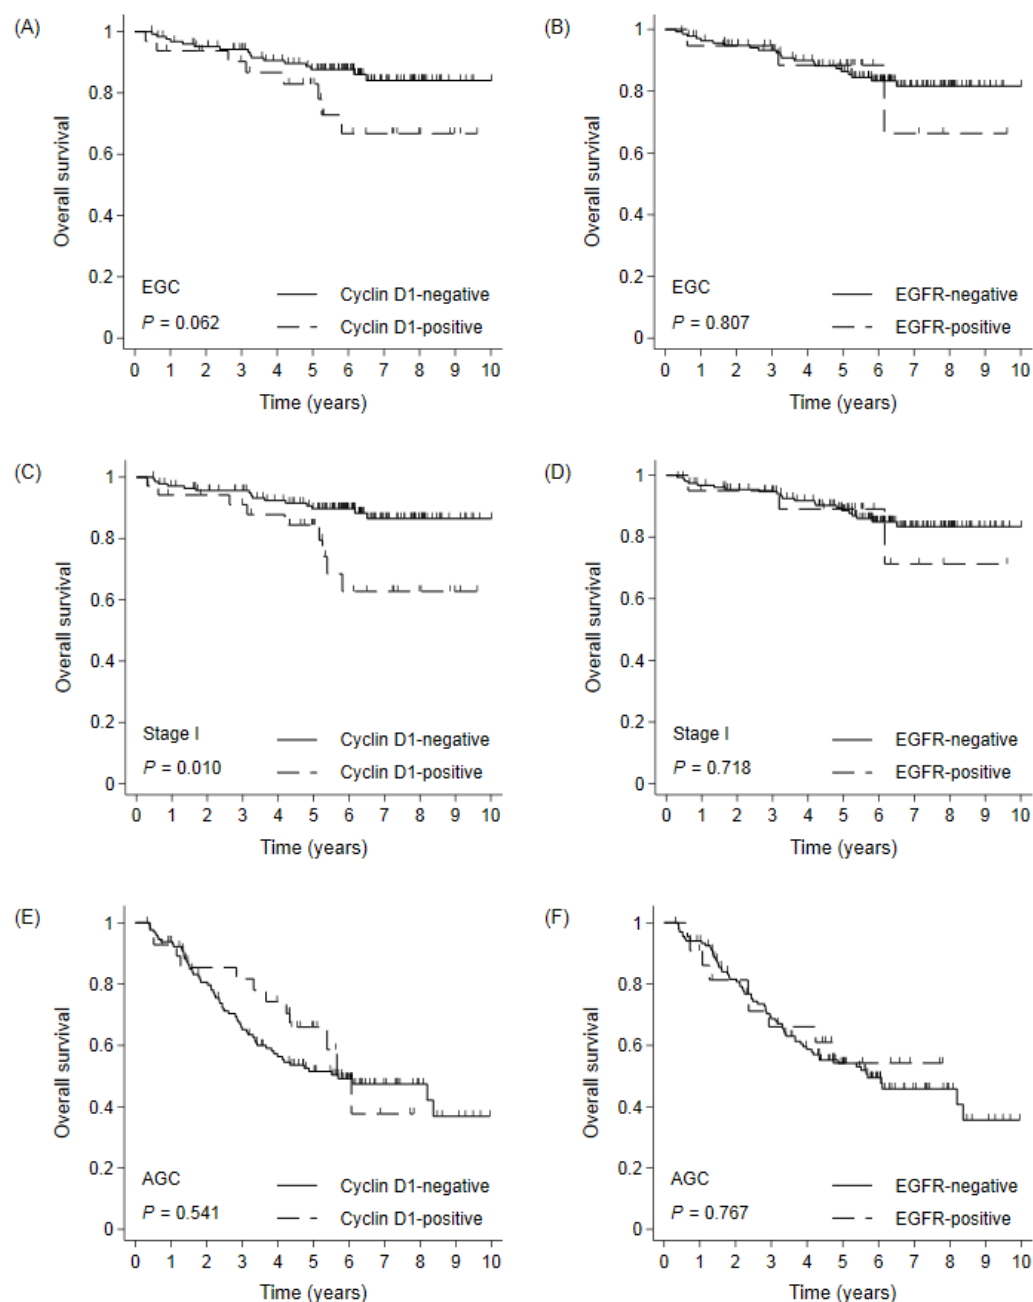 (A)
1
0.8
0.6
0.4
0.2
0
Overall survival
EGC
P = 0.062
Cyclin D1-negative
Cyclin D1-positive
0 1 2 3 4 5 6 7 8 9 10
Time (years)
(B)
1
0.8
0.6
0.4
0.2
0
Overall survival
EGC
P = 0.807
EGFR-negative
EGFR-positive
0 1 2 3 4 5 6 7 8 9 10
Time (years)
(C)
1
0.8
0.6
0.4
0.2
0
Overall survival
Stage I
P = 0.010
Cyclin D1-negative
Cyclin D1-positive
0 1 2 3 4 5 6 7 8 9 10
Time (years)
(D)
1
0.8
0.6
0.4
0.2
0
Overall survival
Stage I
P = 0.718
EGFR-negative
EGFR-positive
0 1 2 3 4 5 6 7 8 9 10
Time (years)
(E)
1
0.8
0.6
0.4
0.2
0
Overall survival
AGC
P = 0.541
Cyclin D1-negative
Cyclin D1-positive
0 1 2 3 4 5 6 7 8 9 10
Time (years)
(F)
1
0.8
0.6
0.4
0.2
0
Overall survival
AGC
P = 0.767
EGFR-negative
EGFR-positive
0 1 2 3 4 5 6 7 8 9 10
Time (years)